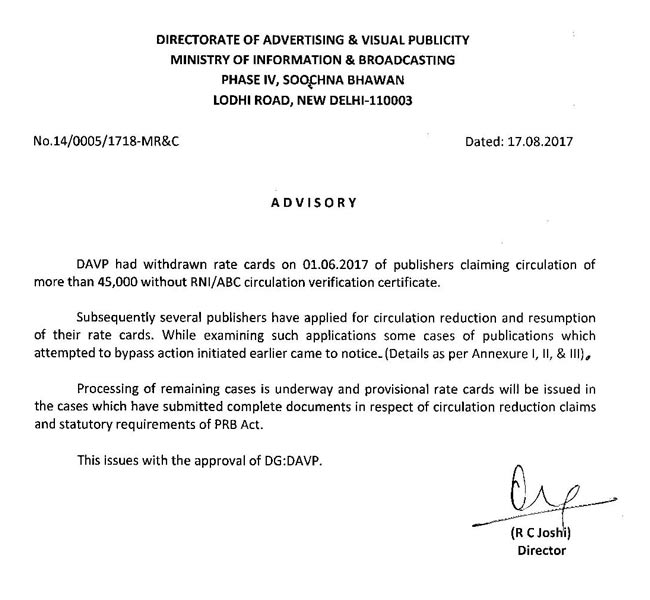 DIRECTORATE OF ADVERTISING & VISUAL PUBLICITY
MINISTRY OF INFORMATION & BROADCASTING
PHASE IV, SOOCHNA BHAWAN
LODHI ROAD, NEW DELHI-110003
No.14/0005/1718-MR&C Dated: 17.08.2017
ADVISORY
DAVP had withdrawn rate cards on 01.06.2017 of publishers claiming circulation of
more than 45,000 without RNI/ABC circulation verification certificate.
Subsequently several publishers have applied for circulation reduction and resumption
of their rate cards. While examining such applications some cases of publications which
attempted to bypass action initiated earlier came to notice. (Details as per Annexure I, II, & III).
Processing of remaining cases is underway and provisional rate cards will be issued in
the cases which have submitted complete documents in respect of circulation reduction claims
and statutory requirements of PRB Act.
This issues with the approval of DG:DAVP.
(R C Joshi)
Director